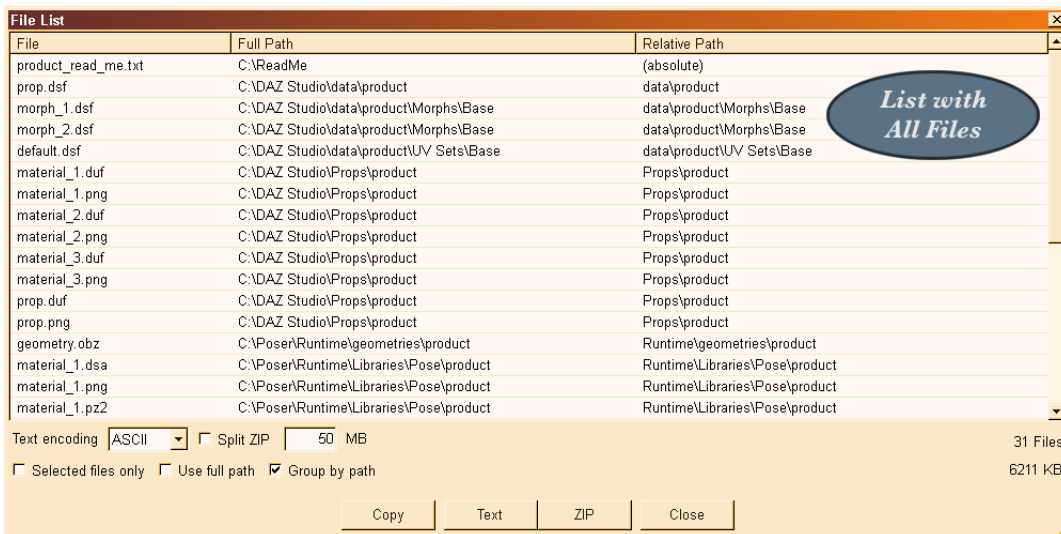 File List
File Full Path Relative Path
product_read_me.txt C:\ReadMe (absolute)
prop.dsf C:\DAZ Studio\data\product data\product
morph_1.dsf C:\DAZ Studio\data\product\Morphs\Base data\product\Morphs\Base
morph_2.dsf C:\DAZ Studio\data\product\Morphs\Base data\product\Morphs\Base
default.dsf C:\DAZ Studio\data\product\UV Sets\Base data\product\UV Sets\Base
List with
All Files
material_1.duf C:\DAZ Studio\Props\product Props\product
material_1.png C:\DAZ Studio\Props\product Props\product
material_2.duf C:\DAZ Studio\Props\product Props\product
material_2.png C:\DAZ Studio\Props\product Props\product
material_3.duf C:\DAZ Studio\Props\product Props\product
material_3.png C:\DAZ Studio\Props\product Props\product
prop.duf C:\DAZ Studio\Props\product Props\product
prop.png C:\DAZ Studio\Props\product Props\product
geometry.obz C:\Poser\Runtime\geometries\product Runtime\geometries\product
material_1.dsa C:\Poser\Runtime\Libraries\Pose\product Runtime\Libraries\Pose\product
material_1.png C:\Poser\Runtime\Libraries\Pose\product Runtime\Libraries\Pose\product
material_1.pz2 C:\Poser\Runtime\Libraries\Pose\product Runtime\Libraries\Pose\product
Text encoding ASCII Split ZIP 50 MB 31 Files
Selected files only Use full path Group by path 6211 KB
Copy Text ZIP Close